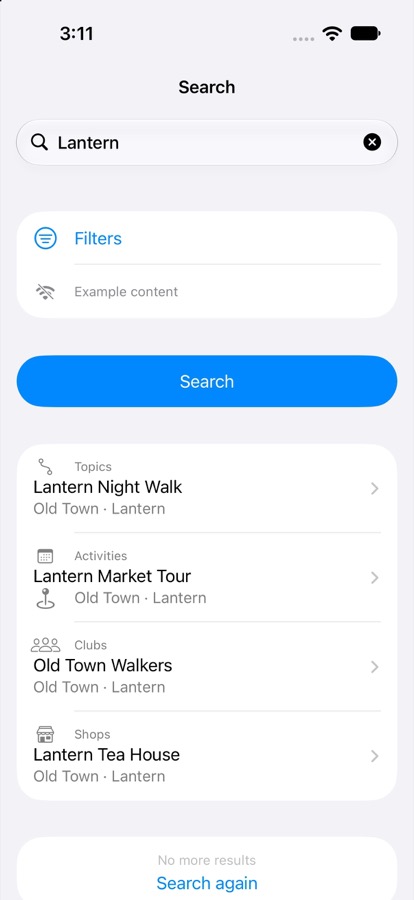 3:11
Search
Lantern
Filters
Example content
Search
Topics
Lantern Night Walk
Old Town · Lantern
Activities
Lantern Market Tour
Old Town · Lantern
Clubs
Old Town Walkers
Old Town · Lantern
Shops
Lantern Tea House
Old Town · Lantern
No more results
Search again